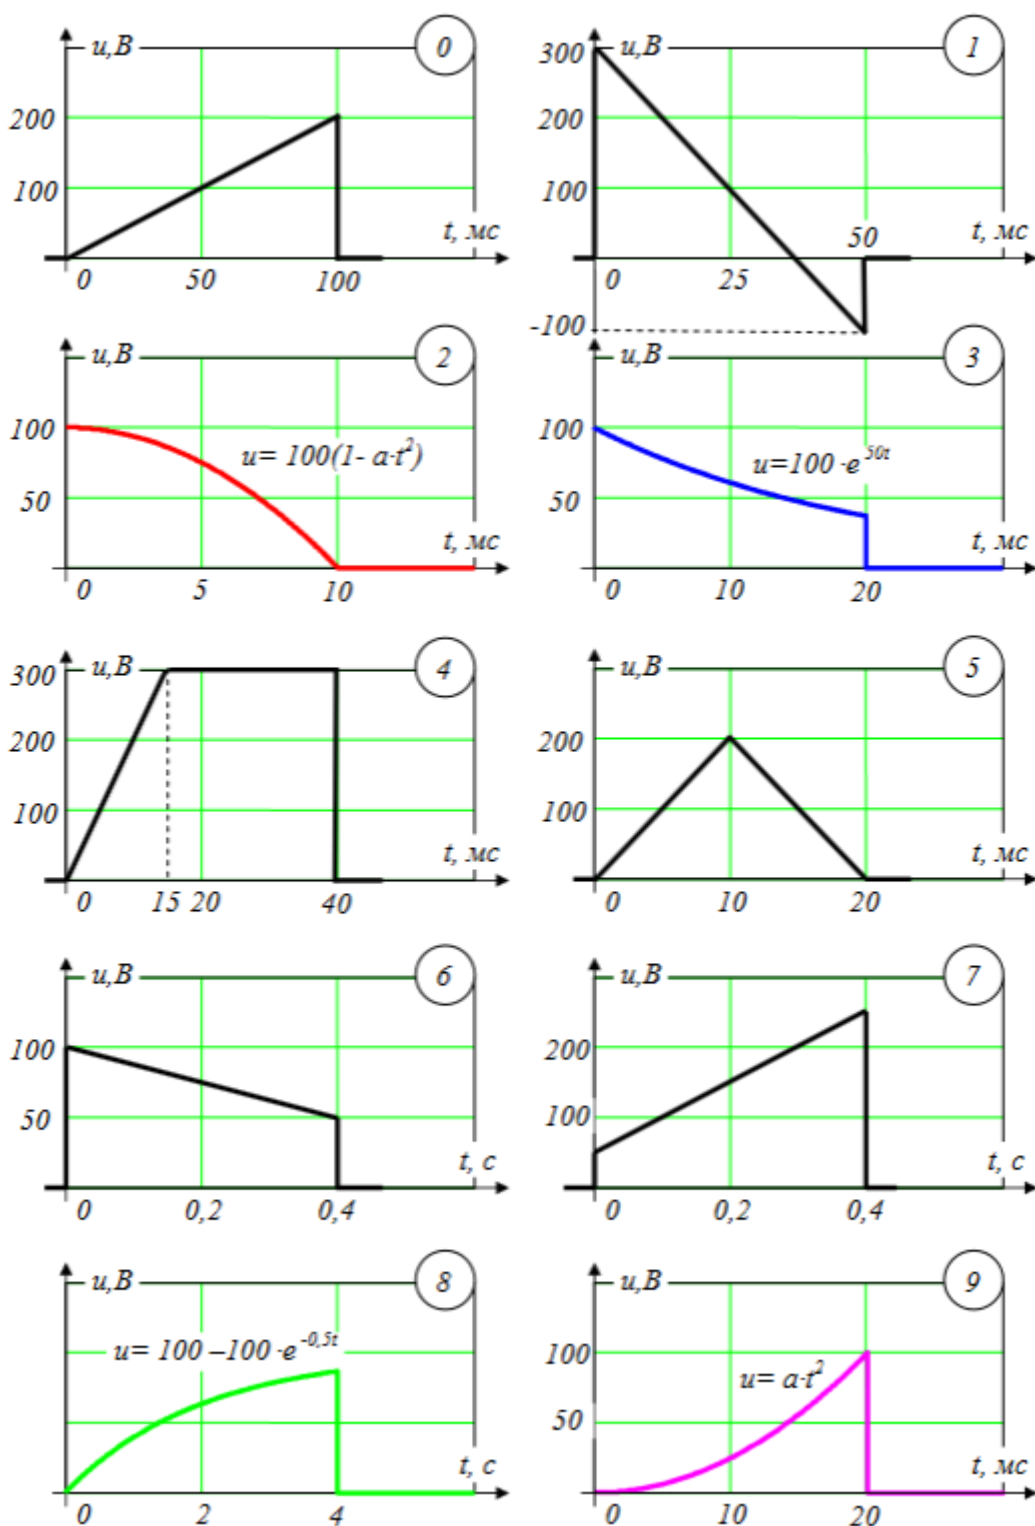 u,В 0
200
100
t, мс
0 50 100
300 u,В 1
200
100
50 t, мс
0 25
-100
u,В 2
100
u= 100(1- a·t²)
50
t, мс
0 5 10
u,В 3
100
u=100 ·e^50t
50
t, мс
0 10 20
300 u,В 4
200
100
t, мс
0 15 20 40
u,В 5
200
100
t, мс
0 10 20
u,В 6
100
50
t, с
0 0,2 0,4
u,В 7
200
100
t, с
0 0,2 0,4
u,В 8
u= 100 –100 ·e^-0,5t
t, с
0 2 4
u,В 9
100
u= a·t²
50
t, мс
0 10 20